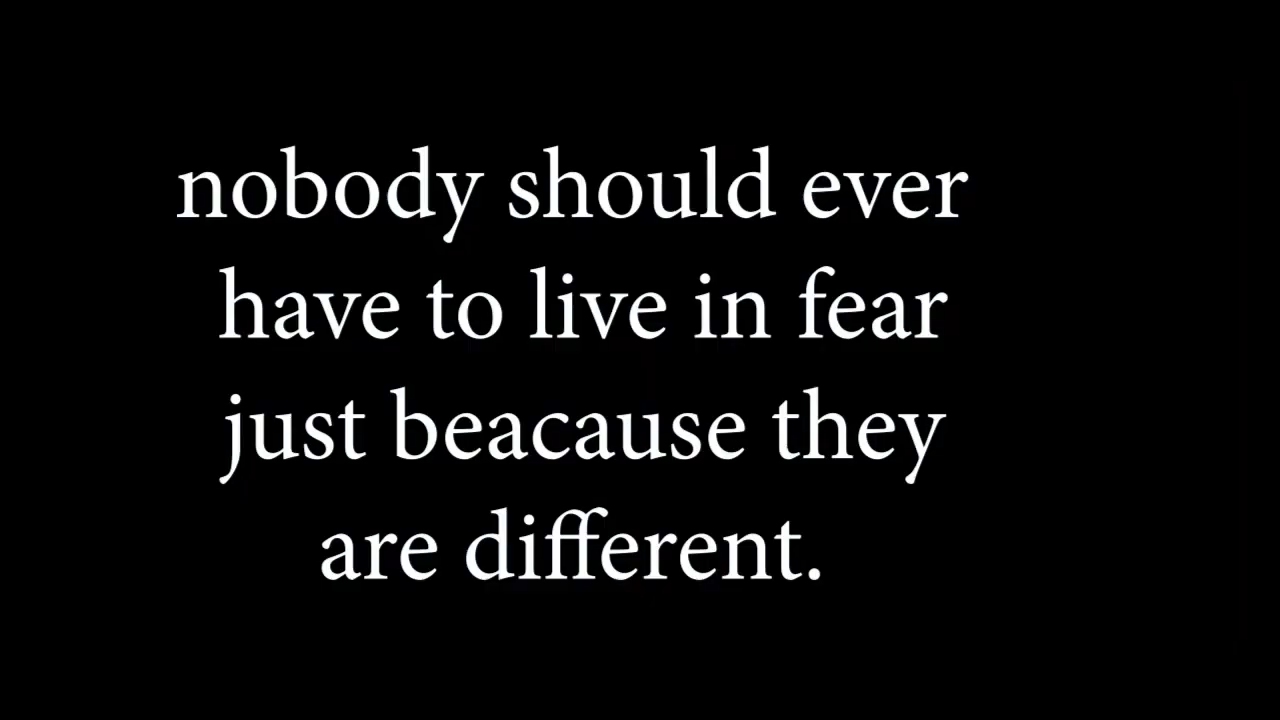 nobody should ever
have to live in fear
just beacause they
are different.